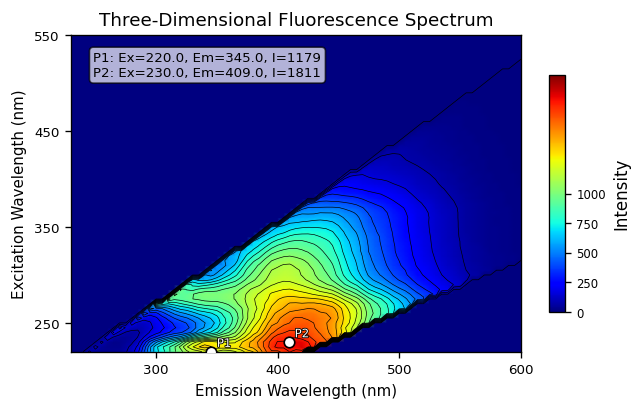 Three-Dimensional Fluorescence Spectrum
P1: Ex=220.0, Em=345.0, I=1179
P2: Ex=230.0, Em=409.0, I=1811
550
450
350
250
Excitation Wavelength (nm)
P1
P2
300
400
500
600
Emission Wavelength (nm)
1000
750
500
250
0
Intensity